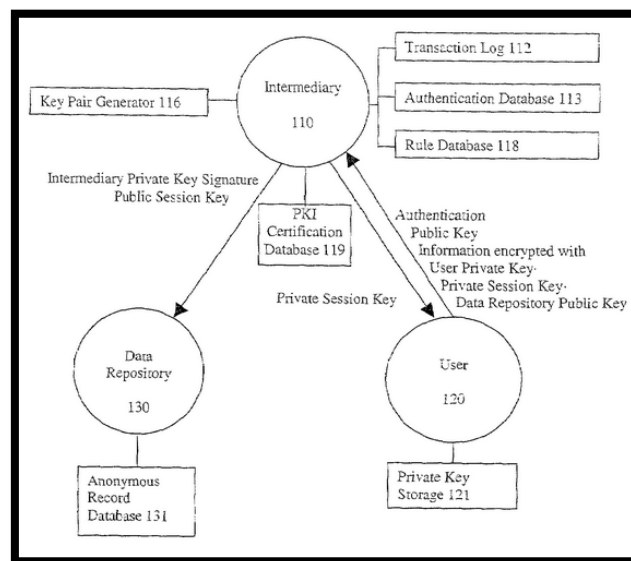 Transaction Log 112
Intermediary
Key Pair Generator 116
Authentication Database 113
110
Rule Database 118
Intermediary Private Key Signature
Public Session Key
PKI
Certification
Database 119
Authentication
Public Key
Information encrypted with
User Private Key·
Private Session Key·
Data Repository Public Key
Private Session Key
Data
Repository
130
User
120
Anonymous
Record
Database 131
Private Key
Storage 121